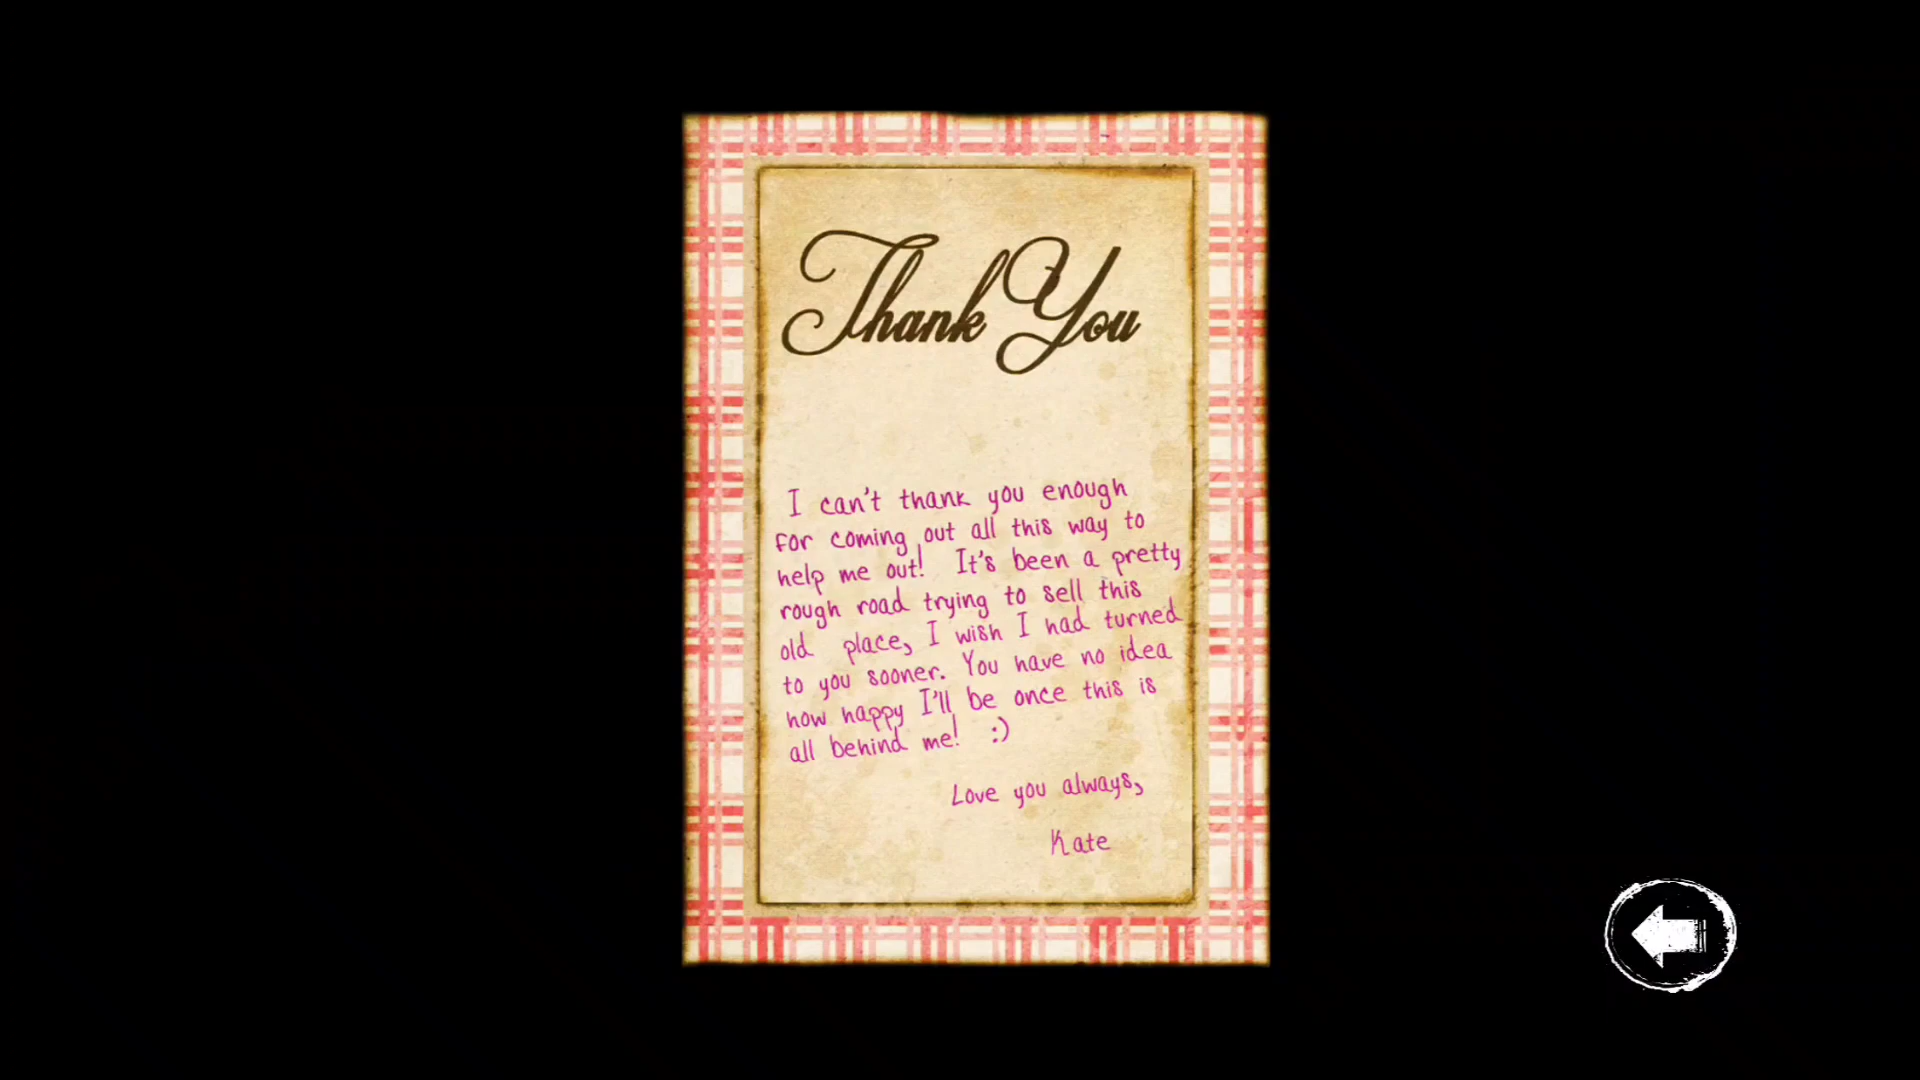 Thank You
I can't thank you enough
for coming out all this way to
help me out! It's been a pretty
rough road trying to sell this
old place, I wish I had turned
to you sooner. You have no idea
how happy I'll be once this is
all behind me! :)
Love you always,
Kate